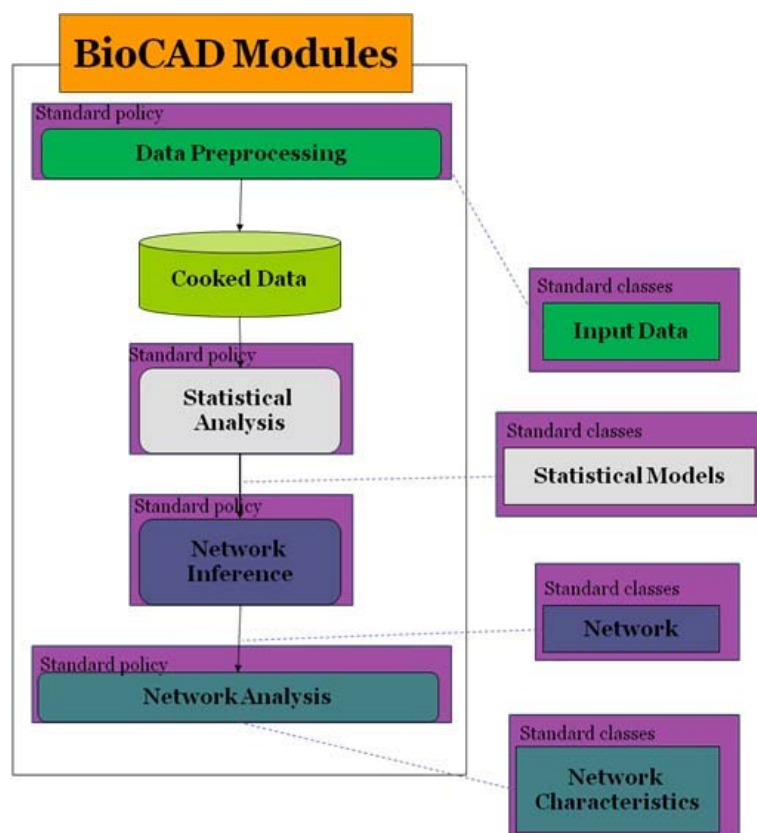 BioCAD Modules
Standard policy
Data Preprocessing
Cooked Data
Standard policy
Statistical
Analysis
Standard policy
Network
Inference
Standard policy
Network Analysis
Standard classes
Input Data
Standard classes
Statistical Models
Standard classes
Network
Standard classes
Network
Characteristics